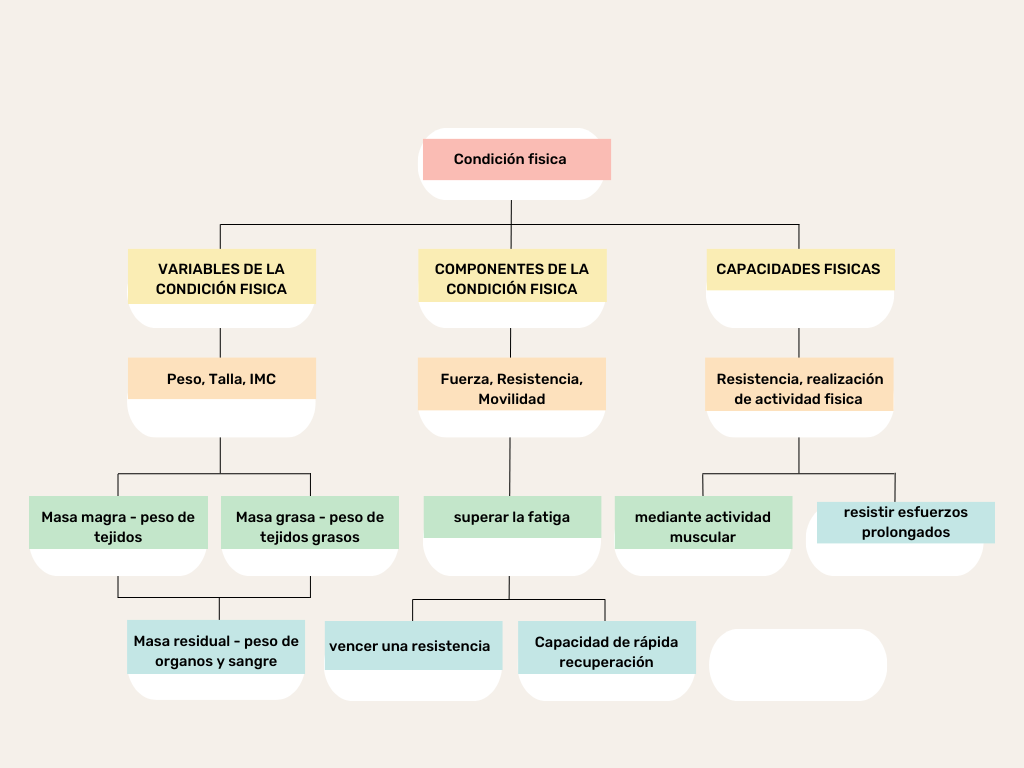 Condición fisica
VARIABLES DE LA
CONDICIÓN FISICA
COMPONENTES DE LA
CONDICIÓN FISICA
CAPACIDADES FISICAS
Peso, Talla, IMC
Fuerza, Resistencia,
Movilidad
Resistencia, realización
de actividad fisica
Masa magra - peso de
tejidos
Masa grasa - peso de
tejidos grasos
superar la fatiga
mediante actividad
muscular
resistir esfuerzos
prolongados
Masa residual - peso de
organos y sangre
vencer una resistencia
Capacidad de rápida
recuperación